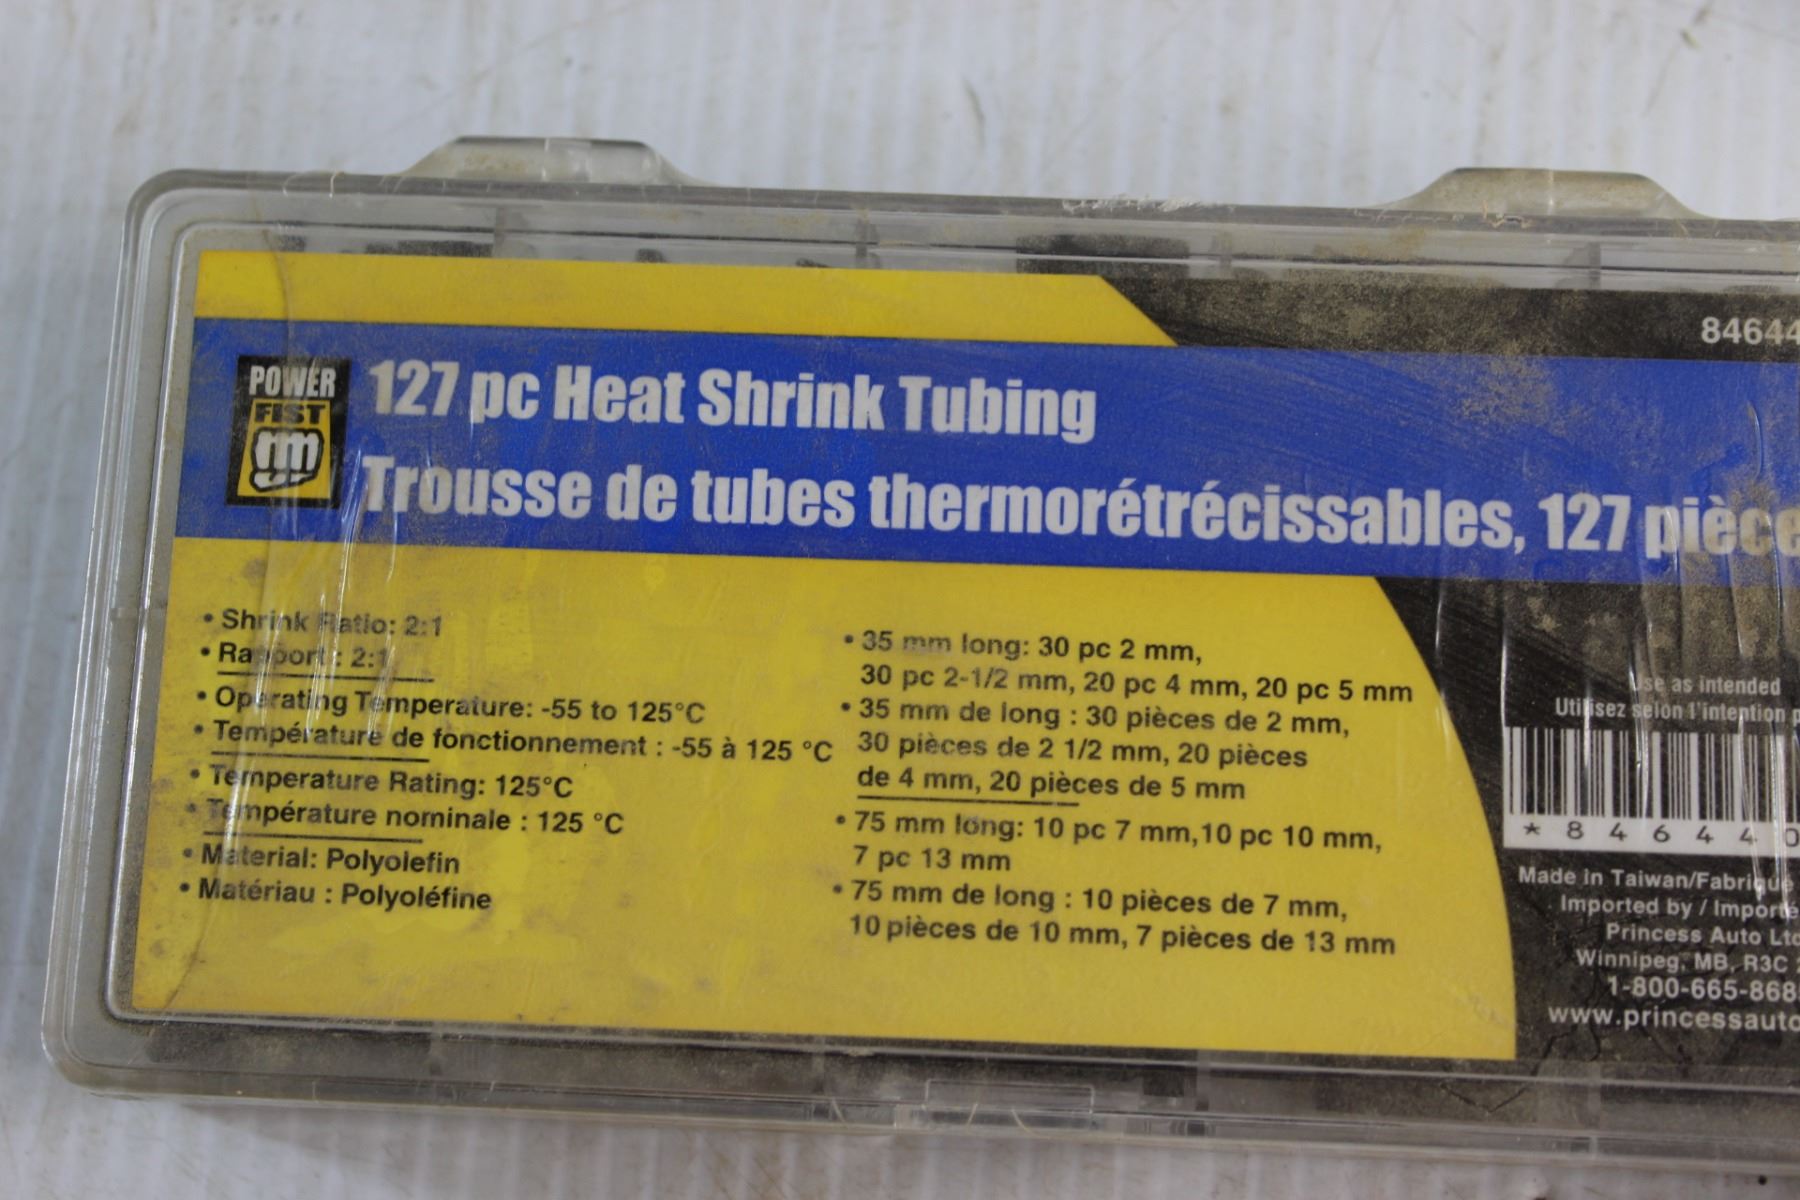 84644
POWER
FIST
127 pc Heat Shrink Tubing
Trousse de tubes thermorétrécissables, 127 pièce
• Shrink Ratio: 2:1
• Rapport : 2:1
• Operating Temperature: -55 to 125°C
• Température de fonctionnement : -55 à 125 °C
• Temperature Rating: 125°C
• Température nominale : 125 °C
• Material: Polyolefin
• Matériau : Polyoléfine
• 35 mm long: 30 pc 2 mm,
30 pc 2-1/2 mm, 20 pc 4 mm, 20 pc 5 mm
• 35 mm de long : 30 pièces de 2 mm,
30 pièces de 2 1/2 mm, 20 pièces
de 4 mm, 20 pièces de 5 mm
• 75 mm long: 10 pc 7 mm,10 pc 10 mm,
7 pc 13 mm
• 75 mm de long : 10 pièces de 7 mm,
10 pièces de 10 mm, 7 pièces de 13 mm
Use as intended
Utilisez selon l'intention p
* 8 4 6 4 4 0
Made in Taiwan/Fabriqué
Imported by / Importé
Princess Auto Ltd
Winnipeg, MB, R3C
1-800-665-868
www.princessauto